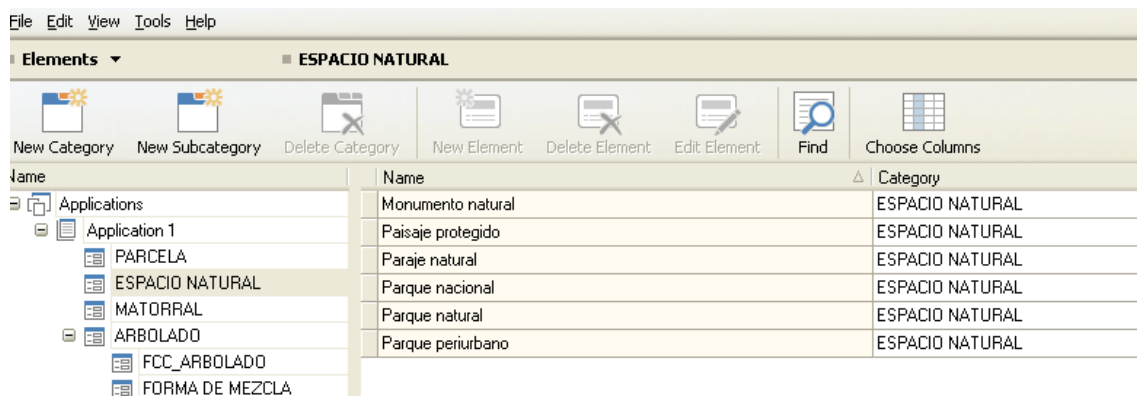 File Edit View Tools Help
Elements ESPACIO NATURAL
New Category New Subcategory Delete Category New Element Delete Element Edit Element Find Choose Columns
Name Name Category
Applications Monumento natural ESPACIO NATURAL
Application 1 Paisaje protegido ESPACIO NATURAL
PARCELA Paraje natural ESPACIO NATURAL
ESPACIO NATURAL Parque nacional ESPACIO NATURAL
MATORRAL Parque natural ESPACIO NATURAL
ARBOLADO Parque periurbano ESPACIO NATURAL
FCC_ARBOLADO
FORMA DE MEZCLA